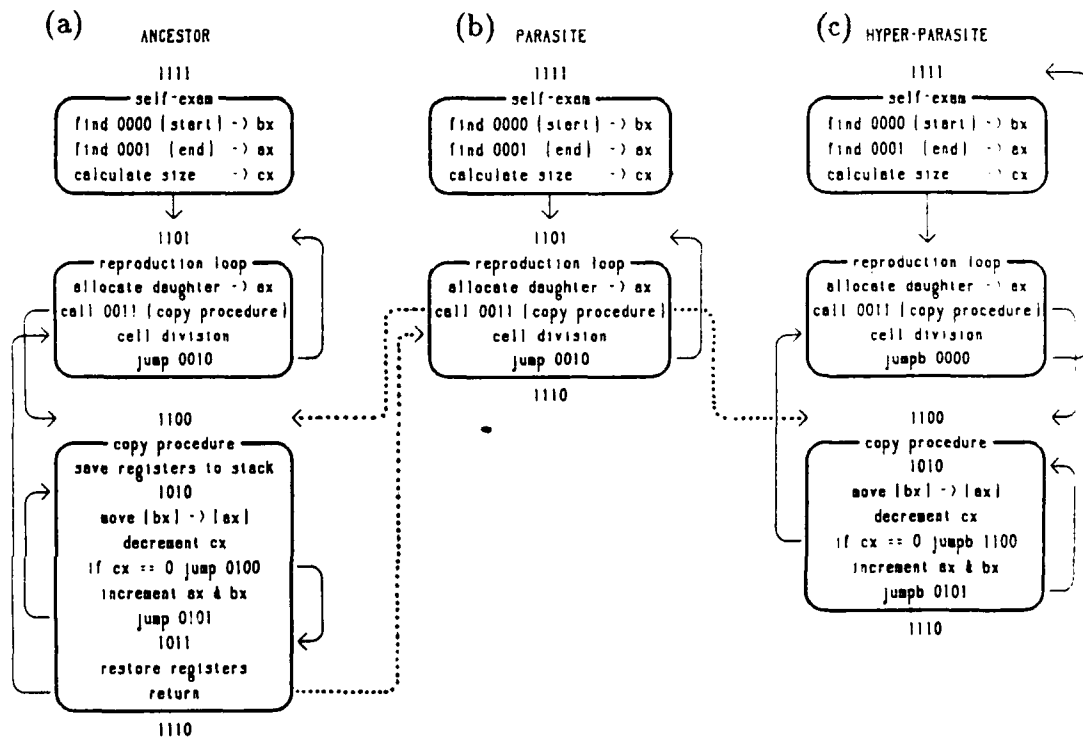 (a) ANCESTOR
1111
self-exam
find 0000 [start] -> bx
find 0001 [end] -> ax
calculate size -> cx
1101
reproduction loop
allocate daughter -> ax
call 0011 (copy procedure)
cell division
jump 0010
1100
copy procedure
save registers to stack
1010
move [bx] -> [ax]
decrement cx
if cx == 0 jump 0100
increment ax & bx
jump 0101
1011
restore registers
return
1110
(b) PARASITE
1111
self-exam
find 0000 [start] -> bx
find 0001 [end] -> ax
calculate size -> cx
1101
reproduction loop
allocate daughter -> ax
call 0011 (copy procedure)
cell division
jump 0010
1110
(c) HYPER-PARASITE
1111
self-exam
find 0000 [start] -> bx
find 0001 [end] -> ax
calculate size -> cx
reproduction loop
allocate daughter -> ax
call 0011 (copy procedure)
cell division
jumpb 0000
1100
copy procedure
1010
move [bx] -> [ax]
decrement cx
if cx == 0 jumpb 1100
increment ax & bx
jumpb 0101
1110